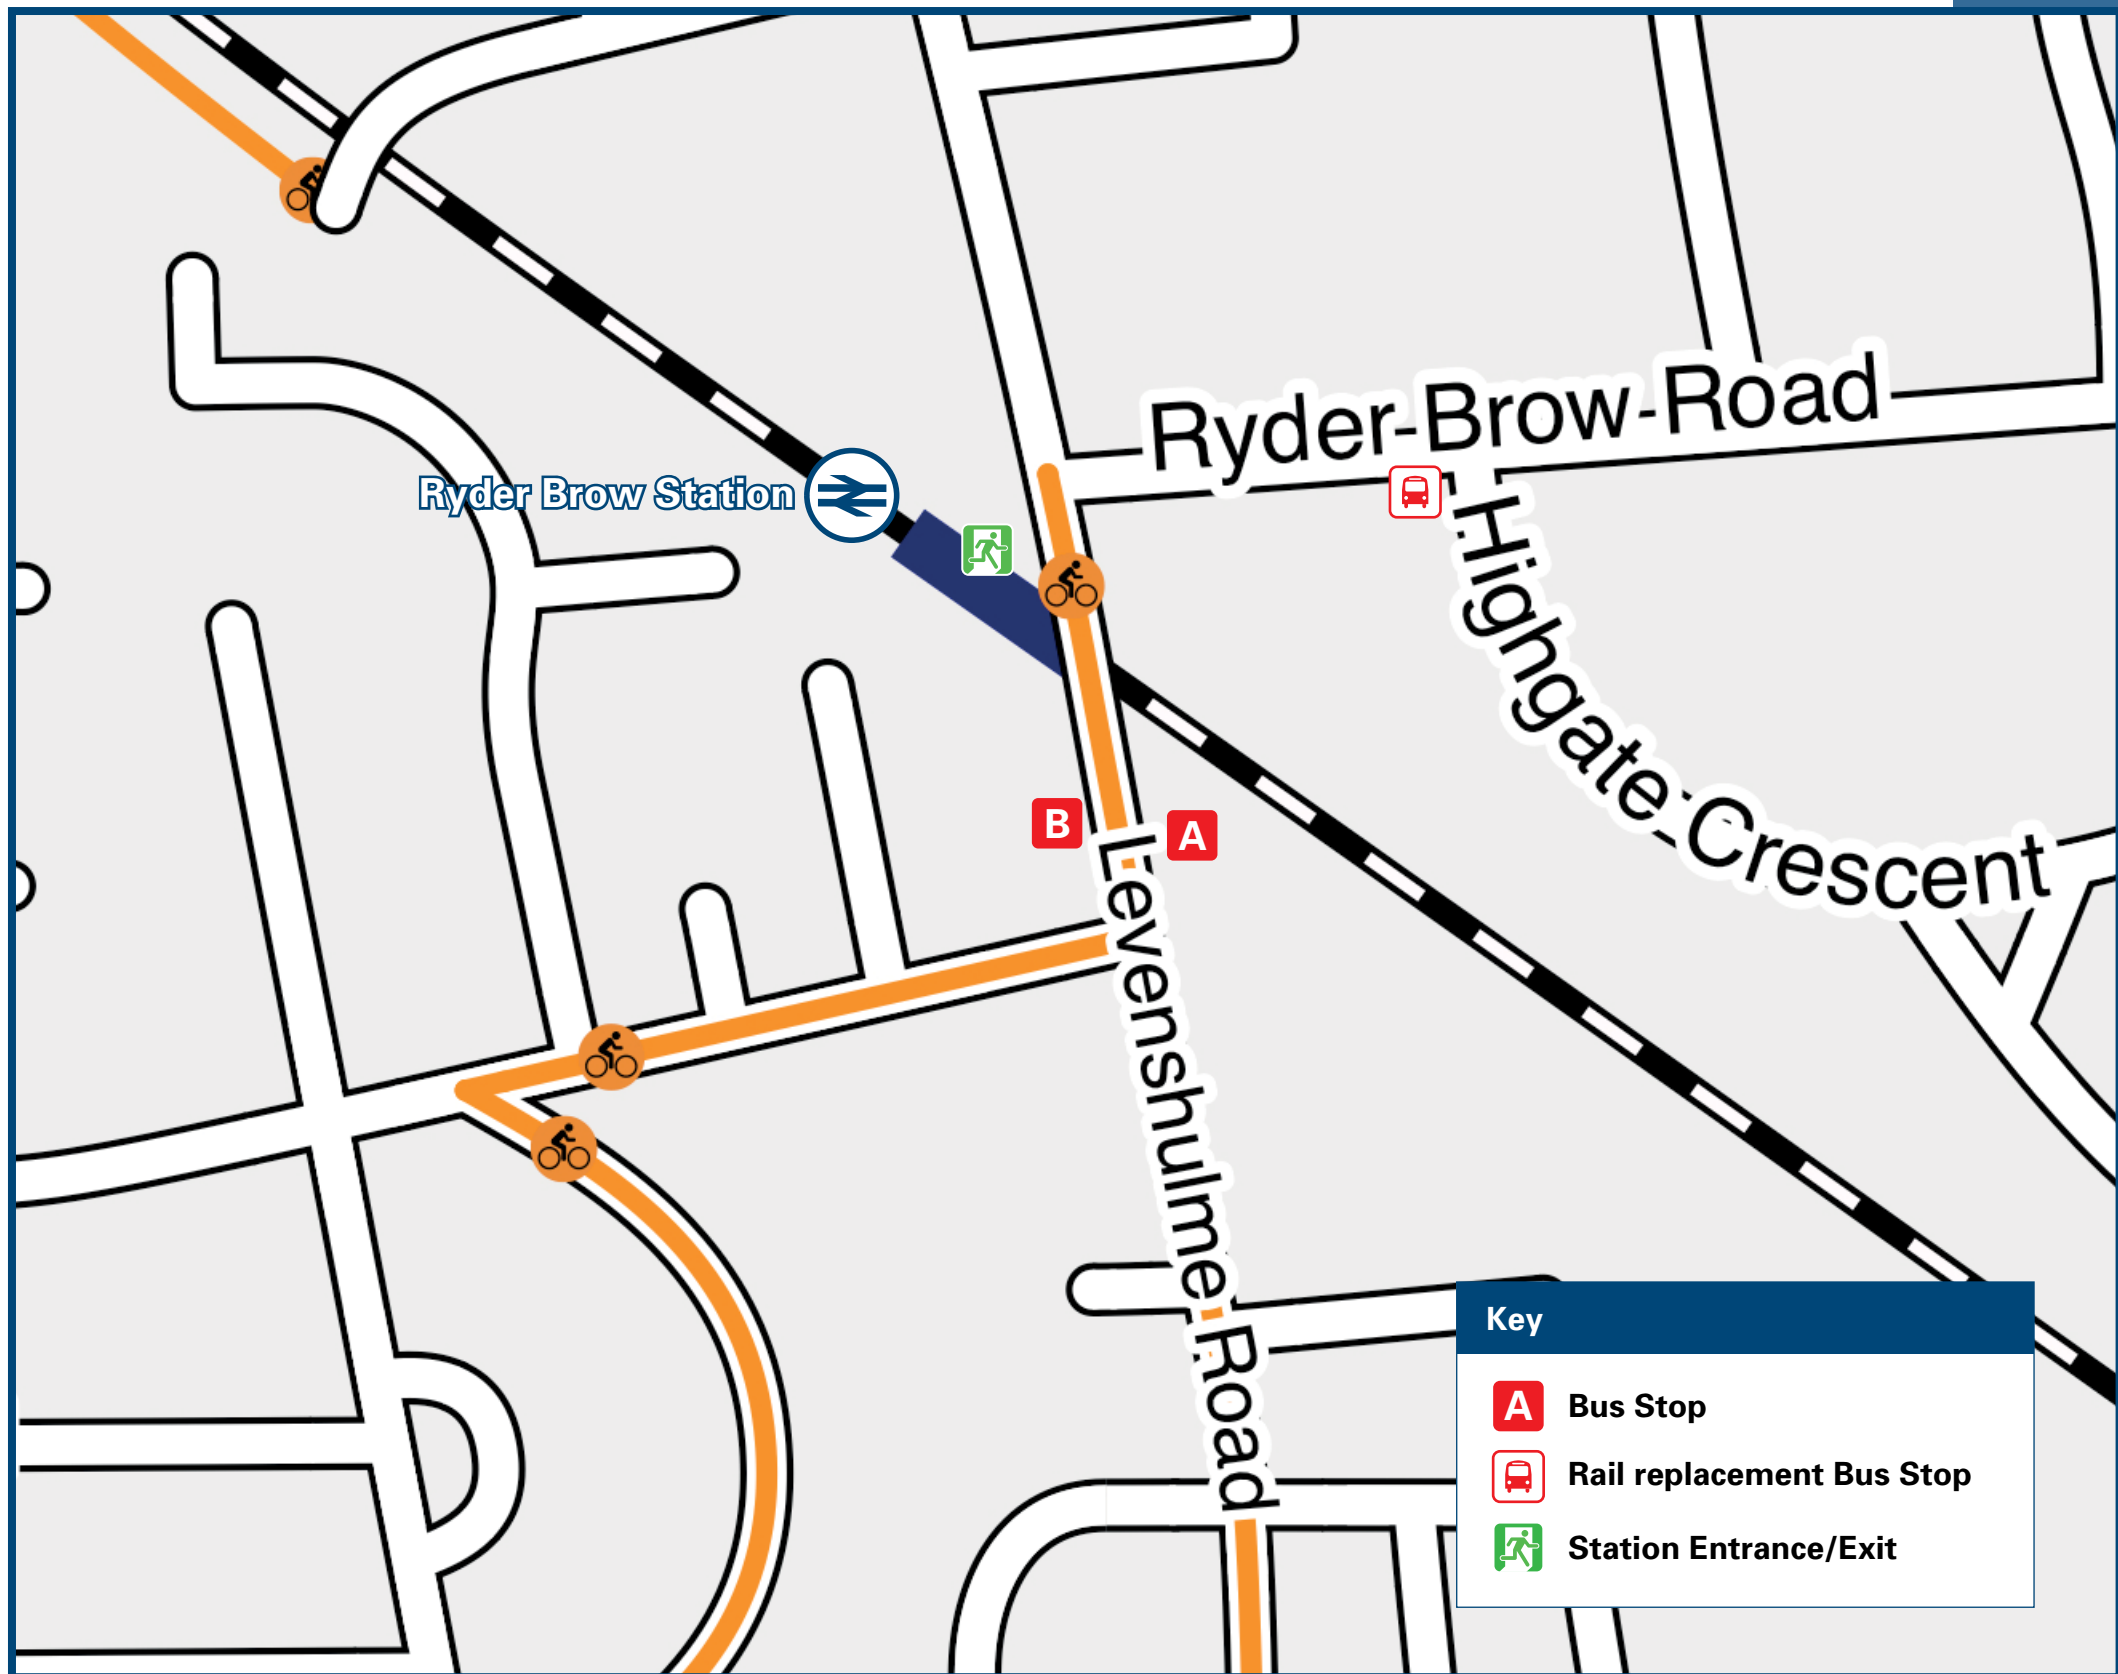 Ryder Brow Road
Ryder Brow Station
Highgate Crescent
B
A
Levenshulme Road
Key
A Bus Stop
Rail replacement Bus Stop
Station Entrance/Exit